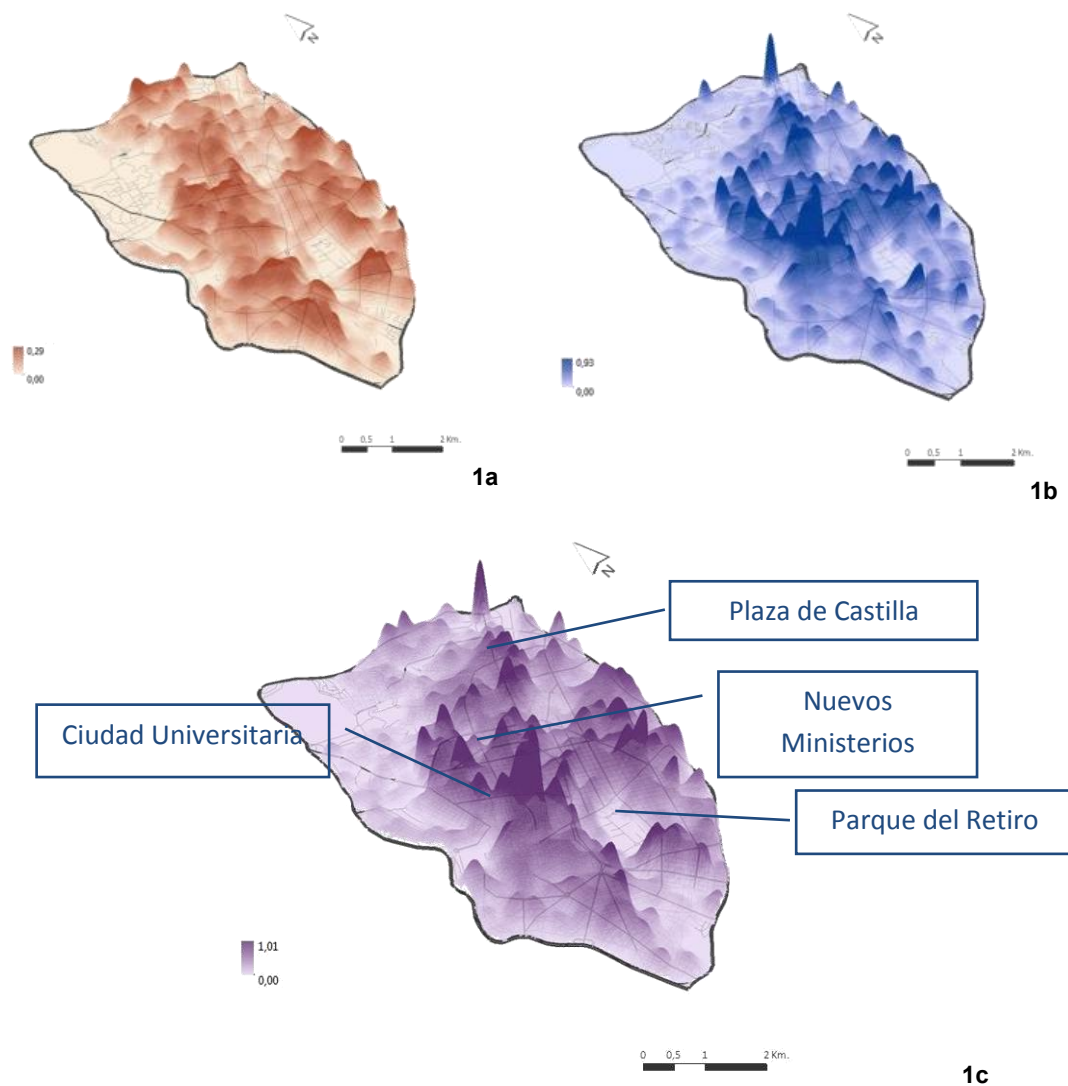 N
N
0,29
0,00
0,93
0,00
0 0,5 1 2 Km.
1a
0 0,5 1 2 Km.
1b
N
Plaza de Castilla
Nuevos
Ministerios
Ciudad Universitaria
Parque del Retiro
1,01
0,00
0 0,5 1 2 Km.
1c